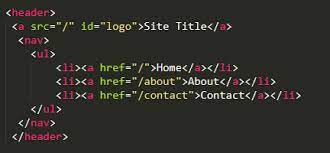 <header>
<a src="/" id="logo">Site Title</a>
<nav>
<ul>
<li><a href="/">Home</a></li>
<li><a href="/about">About</a></li>
<li><a href="/contact">Contact</a></li>
</ul>
</nav>
</header>